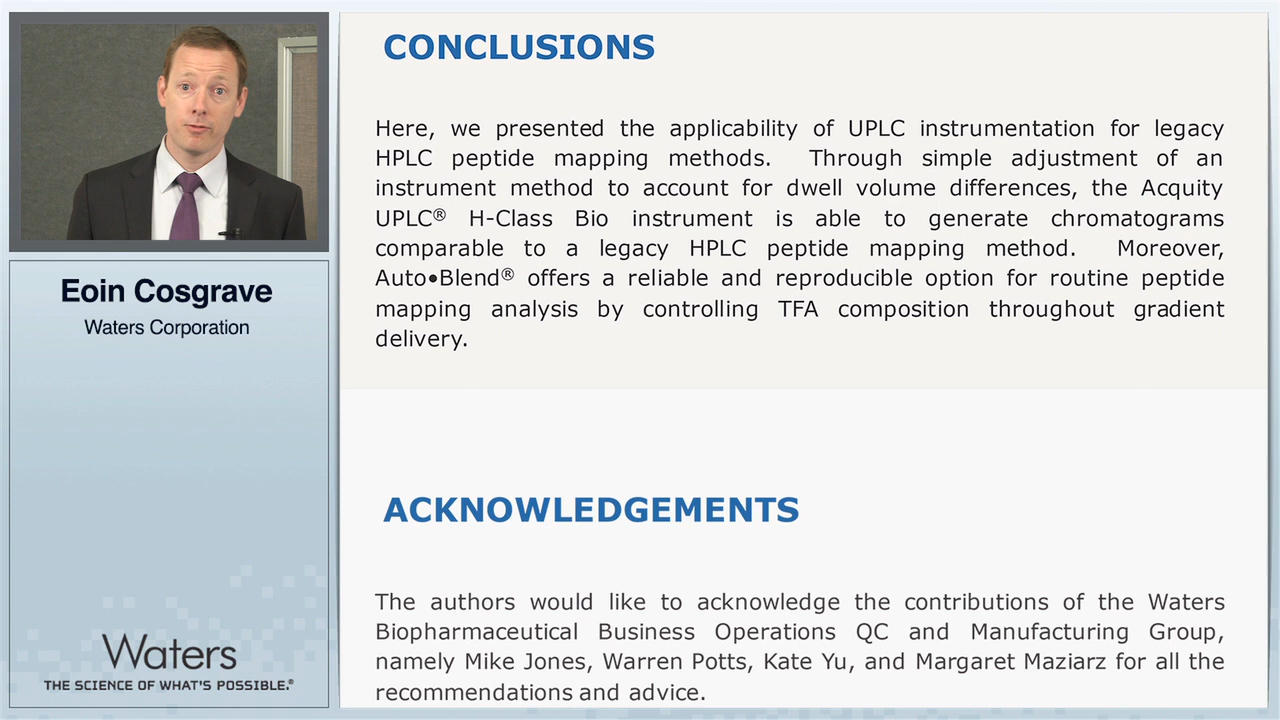 Eoin Cosgrave
Waters Corporation
Waters
THE SCIENCE OF WHAT'S POSSIBLE.®
CONCLUSIONS
Here, we presented the applicability of UPLC instrumentation for legacy
HPLC peptide mapping methods. Through simple adjustment of an
instrument method to account for dwell volume differences, the Acquity
UPLC® H-Class Bio instrument is able to generate chromatograms
comparable to a legacy HPLC peptide mapping method. Moreover,
Auto•Blend® offers a reliable and reproducible option for routine peptide
mapping analysis by controlling TFA composition throughout gradient
delivery.
ACKNOWLEDGEMENTS
The authors would like to acknowledge the contributions of the Waters
Biopharmaceutical Business Operations QC and Manufacturing Group,
namely Mike Jones, Warren Potts, Kate Yu, and Margaret Maziarz for all the
recommendations and advice.